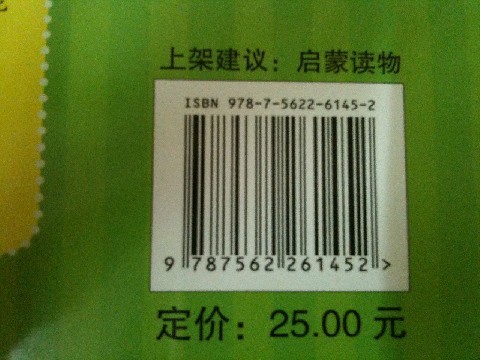 上架建议：启蒙读物
ISBN 978-7-5622-6145-2
9 787562 261452 >
定价：25.00 元